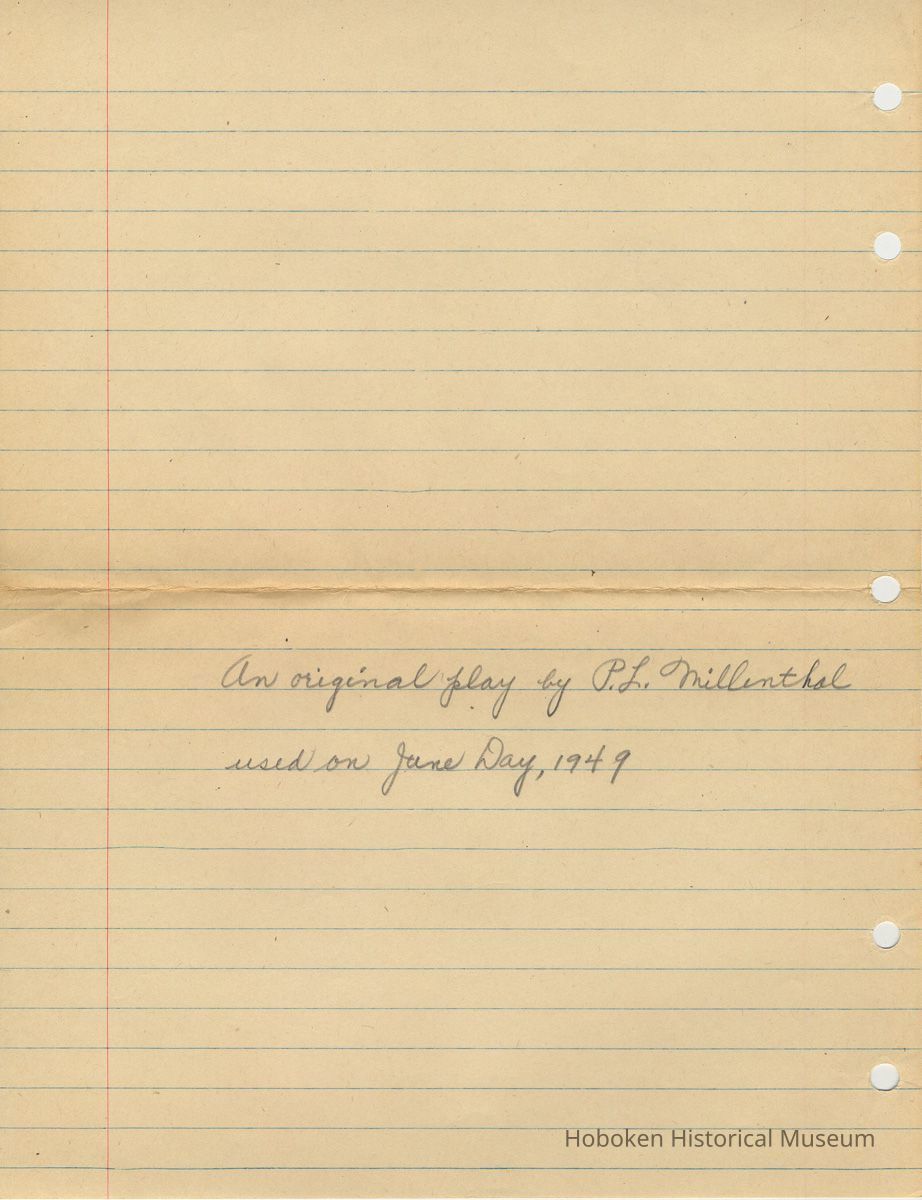 An original play by P.L. Millenthal
used on June Day, 1949
Hoboken Historical Museum